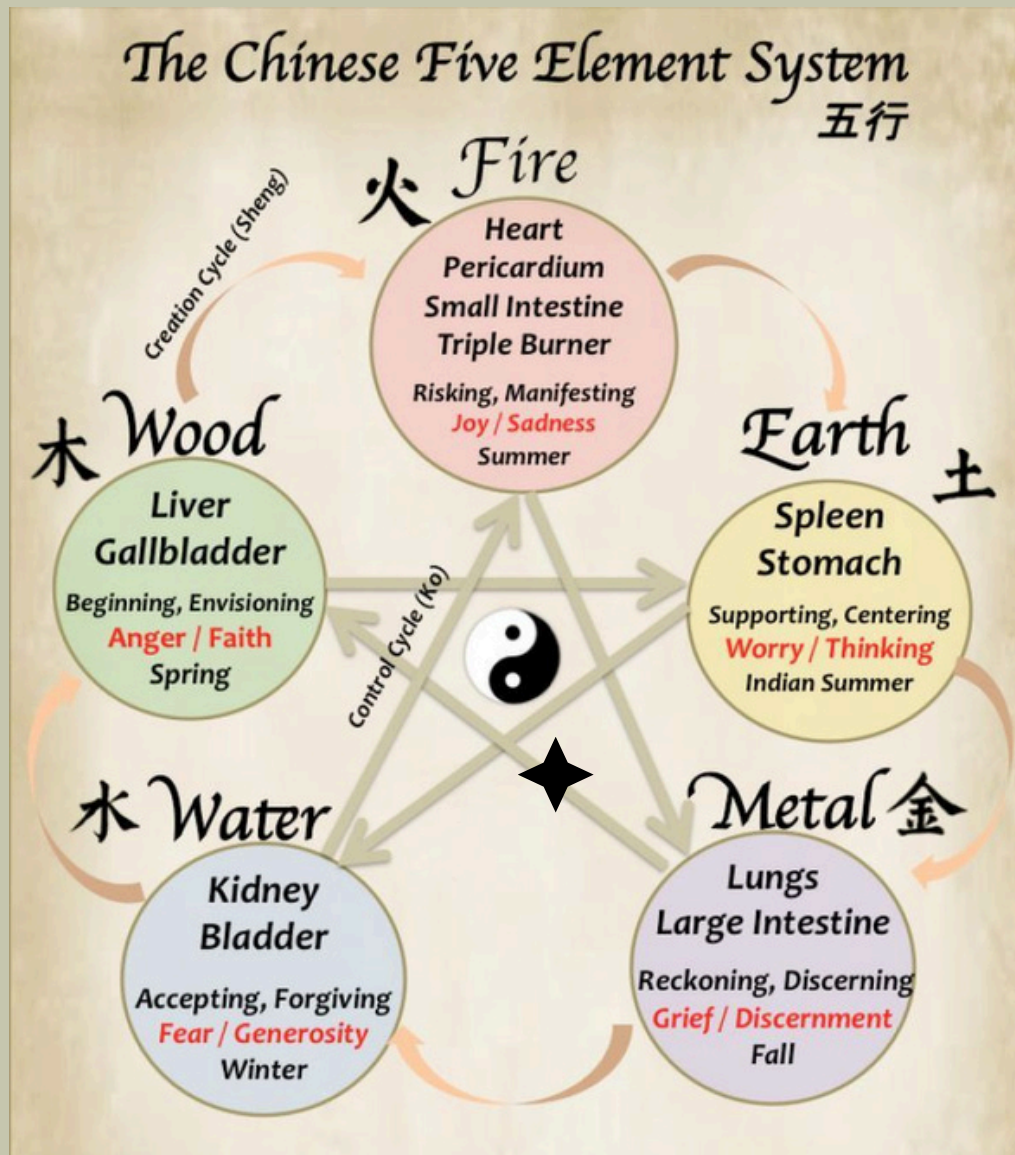 The Chinese Five Element System
五行
火 Fire
Heart
Pericardium
Small Intestine
Triple Burner
Risking, Manifesting
Joy / Sadness
Summer
Creation Cycle (Sheng)
木 Wood
Liver
Gallbladder
Beginning, Envisioning
Anger / Faith
Spring
Earth 土
Spleen
Stomach
Supporting, Centering
Worry / Thinking
Indian Summer
Control Cycle (Ko)
水 Water
Kidney
Bladder
Accepting, Forgiving
Fear / Generosity
Winter
Metal 金
Lungs
Large Intestine
Reckoning, Discerning
Grief / Discernment
Fall